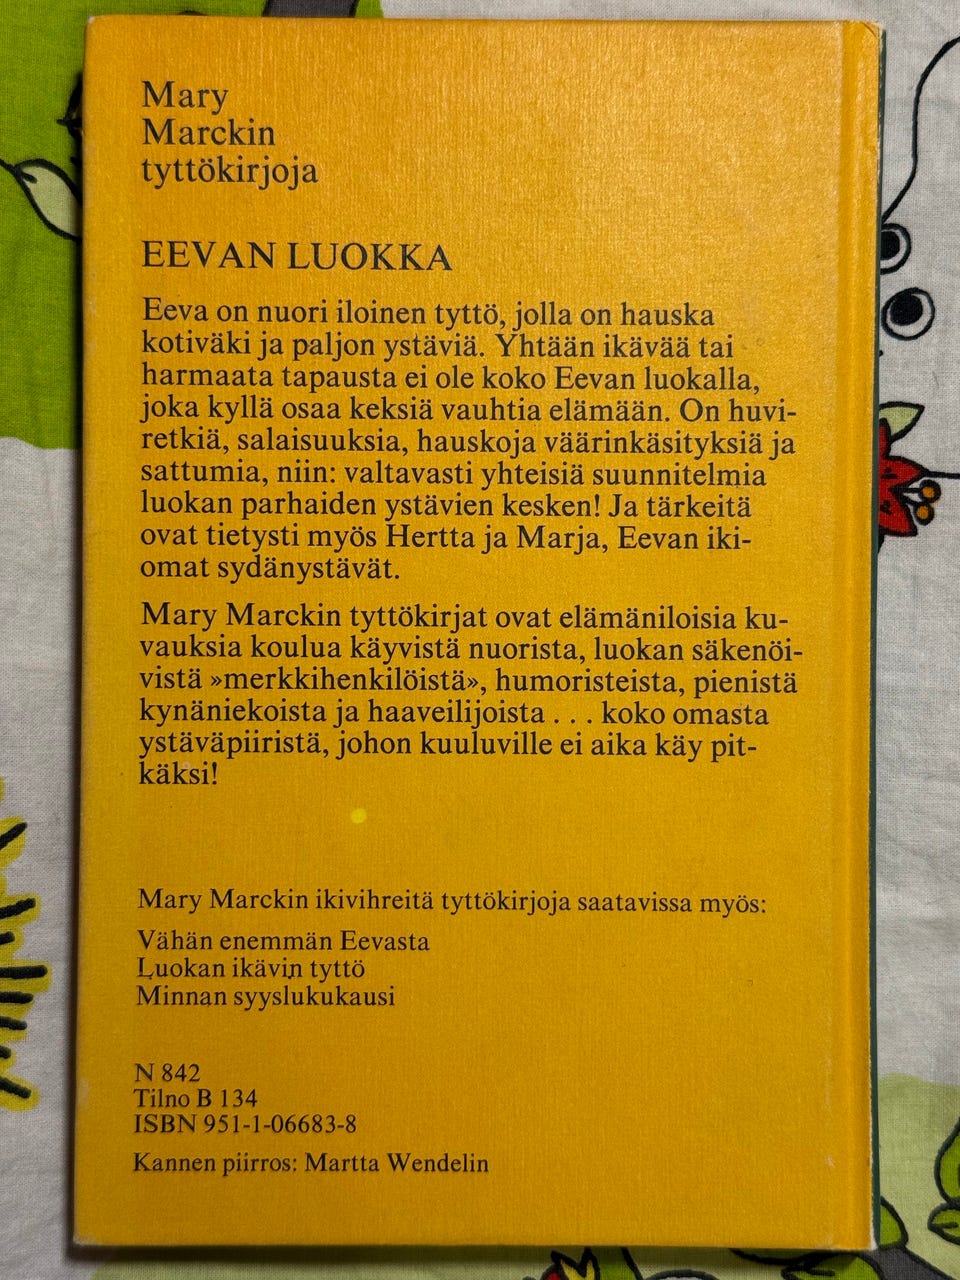 Mary
Marckin
tyttökirjoja
EEVAN LUOKKA
Eeva on nuori iloinen tyttö, jolla on hauska
kotiväki ja paljon ystäviä. Yhtään ikävää tai
harmaata tapausta ei ole koko Eevan luokalla,
joka kyllä osaa keksiä vauhtia elämään. On huvi-
retkiä, salaisuuksia, hauskoja väärinkäsityksiä ja
sattumia, niin: valtavasti yhteisiä suunnitelmia
luokan parhaiden ystävien kesken! Ja tärkeitä
ovat tietysti myös Hertta ja Marja, Eevan iki-
omat sydänystävät.
Mary Marckin tyttökirjat ovat elämäniloisia ku-
vauksia koulua käyvistä nuorista, luokan säkenöi-
vistä »merkkihenkilöistä», humoristeista, pienistä
kynäniekoista ja haaveilijoista . . . koko omasta
ystäväpiiristä, johon kuuluville ei aika käy pit-
käksi!
Mary Marckin ikivihreitä tyttökirjoja saatavissa myös:
Vähän enemmän Eevasta
Luokan ikävin tyttö
Minnan syyslukukausi
N 842
Tilno B 134
ISBN 951-1-06683-8
Kannen piirros: Martta Wendelin